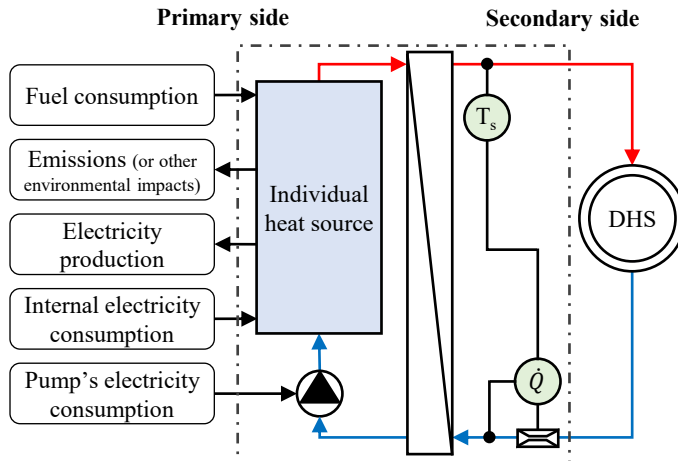 Primary side
Secondary side
Fuel consumption
Emissions (or other
environmental impacts)
Electricity
production
Internal electricity
consumption
Pump's electricity
consumption
Individual
heat source
Tₛ
DHS
Q̇